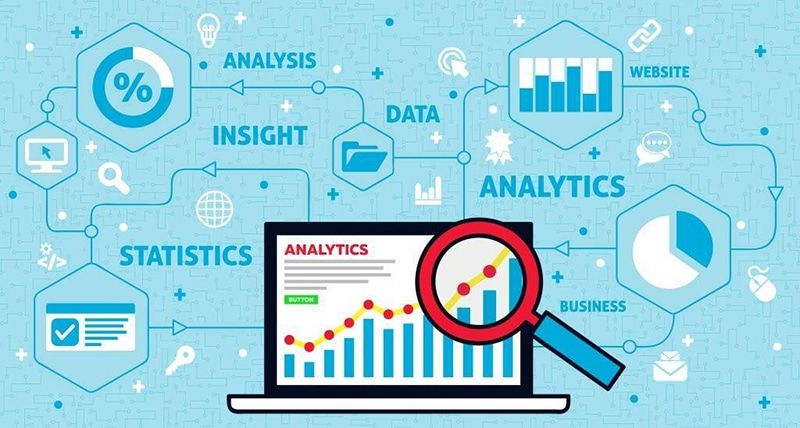 ANALYSIS
WEBSITE
%
DATA
INSIGHT
ANALYTICS
STATISTICS
ANALYTICS
BUTTON
BUSINESS